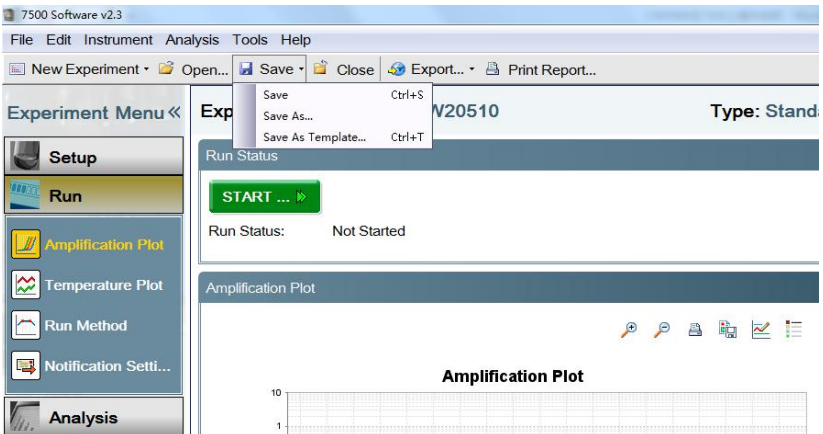 7500 Software v2.3
File Edit Instrument Analysis Tools Help
New Experiment Open... Save Close Export... Print Report...
Save Ctrl+S
Save As...
Save As Template... Ctrl+T
Experiment Menu «
Exp W20510 Type: Standa
Setup
Run
Amplification Plot
Temperature Plot
Run Method
Notification Setti...
Analysis
Run Status
START ...
Run Status: Not Started
Amplification Plot
Amplification Plot
10
1